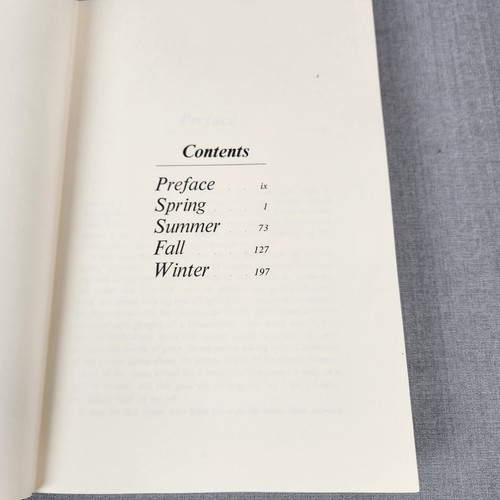 Contents
Preface . . . ix
Spring . . . . 1
Summer . . . 73
Fall . . . . . . 127
Winter . . . . 197